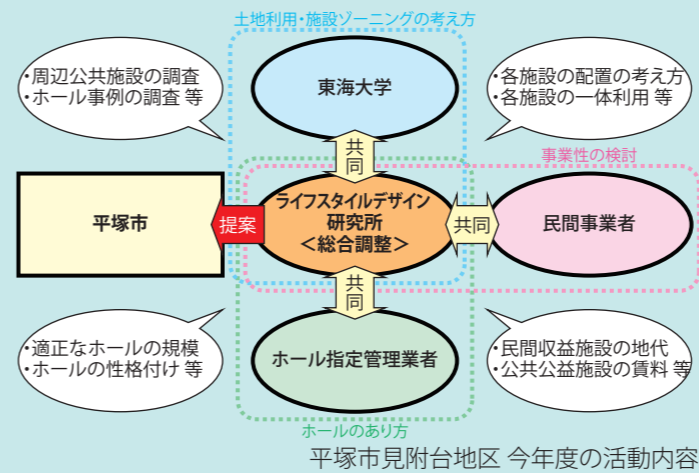 土地利用・施設ゾーニングの考え方
・周辺公共施設の調査
・ホール事例の調査 等
東海大学
・各施設の配置の考え方
・各施設の一体利用 等
共同
事業性の検討
平塚市
提案
ライフスタイルデザイン
研究所
＜総合調整＞
共同
民間事業者
共同
・適正なホールの規模
・ホールの性格付け 等
ホール指定管理業者
・民間収益施設の地代
・公共公益施設の賃料 等
ホールのあり方
平塚市見附台地区 今年度の活動内容